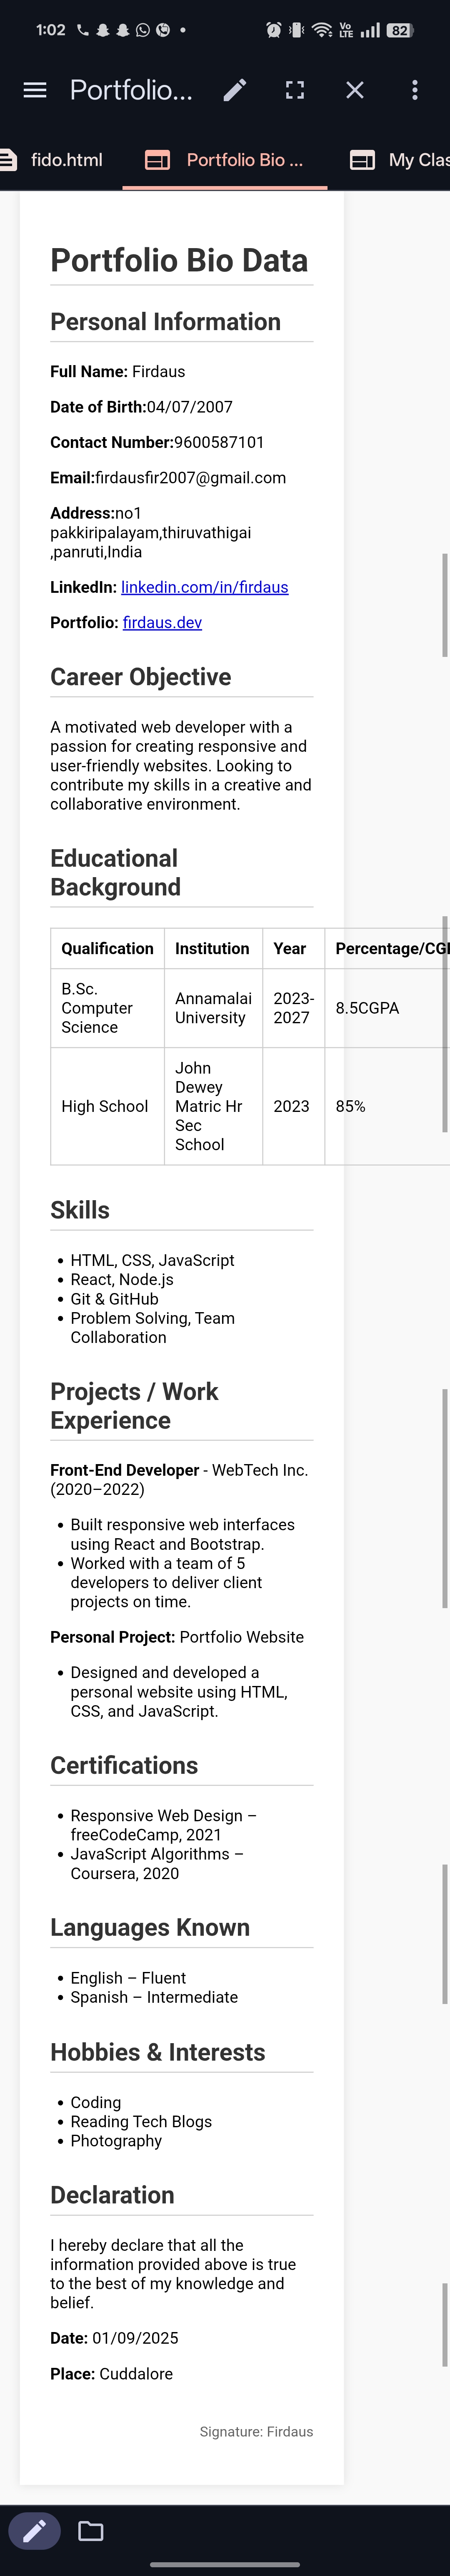 1:02
Vo
LTE
82
Portfolio...
fido.html
Portfolio Bio ...
My Clas
Portfolio Bio Data
Personal Information
Full Name: Firdaus
Date of Birth:04/07/2007
Contact Number:9600587101
Email:firdausfir2007@gmail.com
Address:no1
pakkiripalayam,thiruvathigai
,panruti,India
LinkedIn: linkedin.com/in/firdaus
Portfolio: firdaus.dev
Career Objective
A motivated web developer with a
passion for creating responsive and
user-friendly websites. Looking to
contribute my skills in a creative and
collaborative environment.
Educational
Background
Qualification Institution Year Percentage/CGP
B.Sc.
Computer
Science
Annamalai
University
2023-
2027
8.5CGPA
High School
John
Dewey
Matric Hr
Sec
School
2023
85%
Skills
• HTML, CSS, JavaScript
• React, Node.js
• Git & GitHub
• Problem Solving, Team
Collaboration
Projects / Work
Experience
Front-End Developer - WebTech Inc.
(2020–2022)
• Built responsive web interfaces
using React and Bootstrap.
• Worked with a team of 5
developers to deliver client
projects on time.
Personal Project: Portfolio Website
• Designed and developed a
personal website using HTML,
CSS, and JavaScript.
Certifications
• Responsive Web Design –
freeCodeCamp, 2021
• JavaScript Algorithms –
Coursera, 2020
Languages Known
• English – Fluent
• Spanish – Intermediate
Hobbies & Interests
• Coding
• Reading Tech Blogs
• Photography
Declaration
I hereby declare that all the
information provided above is true
to the best of my knowledge and
belief.
Date: 01/09/2025
Place: Cuddalore
Signature: Firdaus